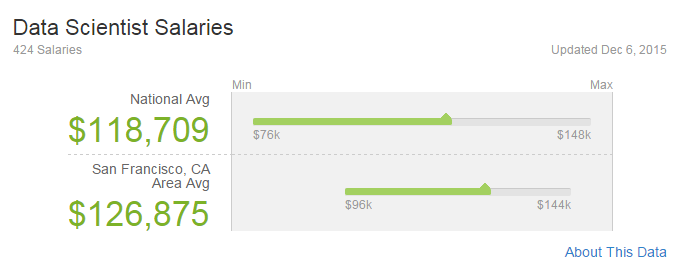 Data Scientist Salaries
424 Salaries Updated Dec 6, 2015
Min Max
National Avg
$118,709
$76k $148k
San Francisco, CA
Area Avg
$126,875
$96k $144k
About This Data